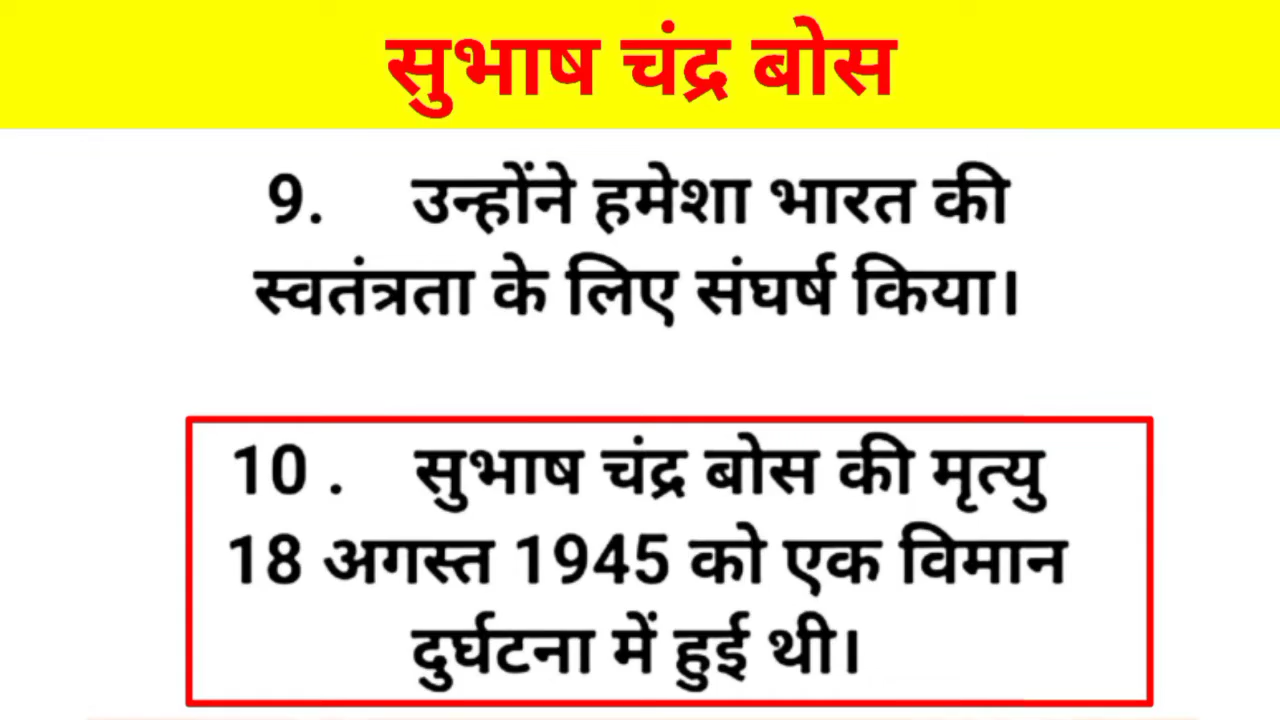 सुभाष चंद्र बोस
9. उन्होंने हमेशा भारत की
स्वतंत्रता के लिए संघर्ष किया।
10 . सुभाष चंद्र बोस की मृत्यु
18 अगस्त 1945 को एक विमान
दुर्घटना में हुई थी।